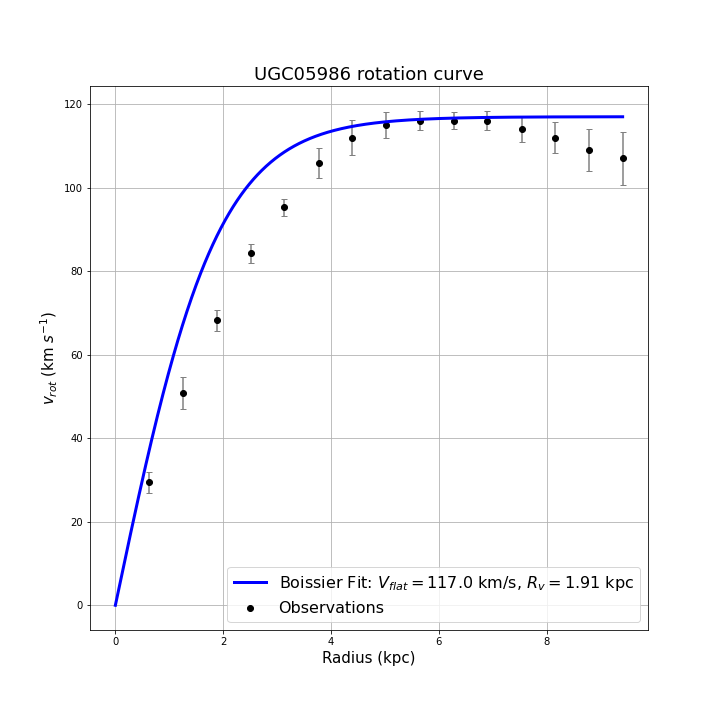 UGC05986 rotation curve
120
100
80
60
40
20
0
v_rot (km s⁻¹)
Boissier Fit: V_flat = 117.0 km/s, R_v = 1.91 kpc
Observations
0 2 4 6 8
Radius (kpc)